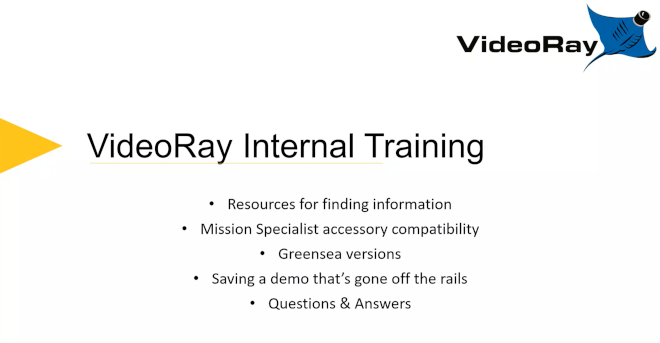 VideoRay
VideoRay Internal Training
• Resources for finding information
• Mission Specialist accessory compatibility
• Greensea versions
• Saving a demo that’s gone off the rails
• Questions & Answers